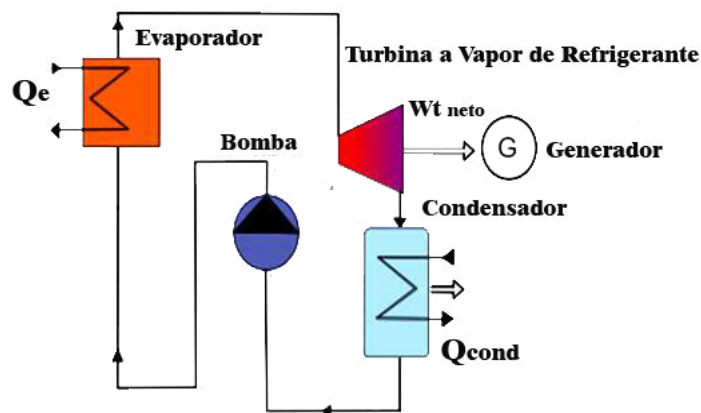 Evaporador
Turbina a Vapor de Refrigerante
Qe
Wt neto
Bomba
G
Generador
Condensador
Qcond